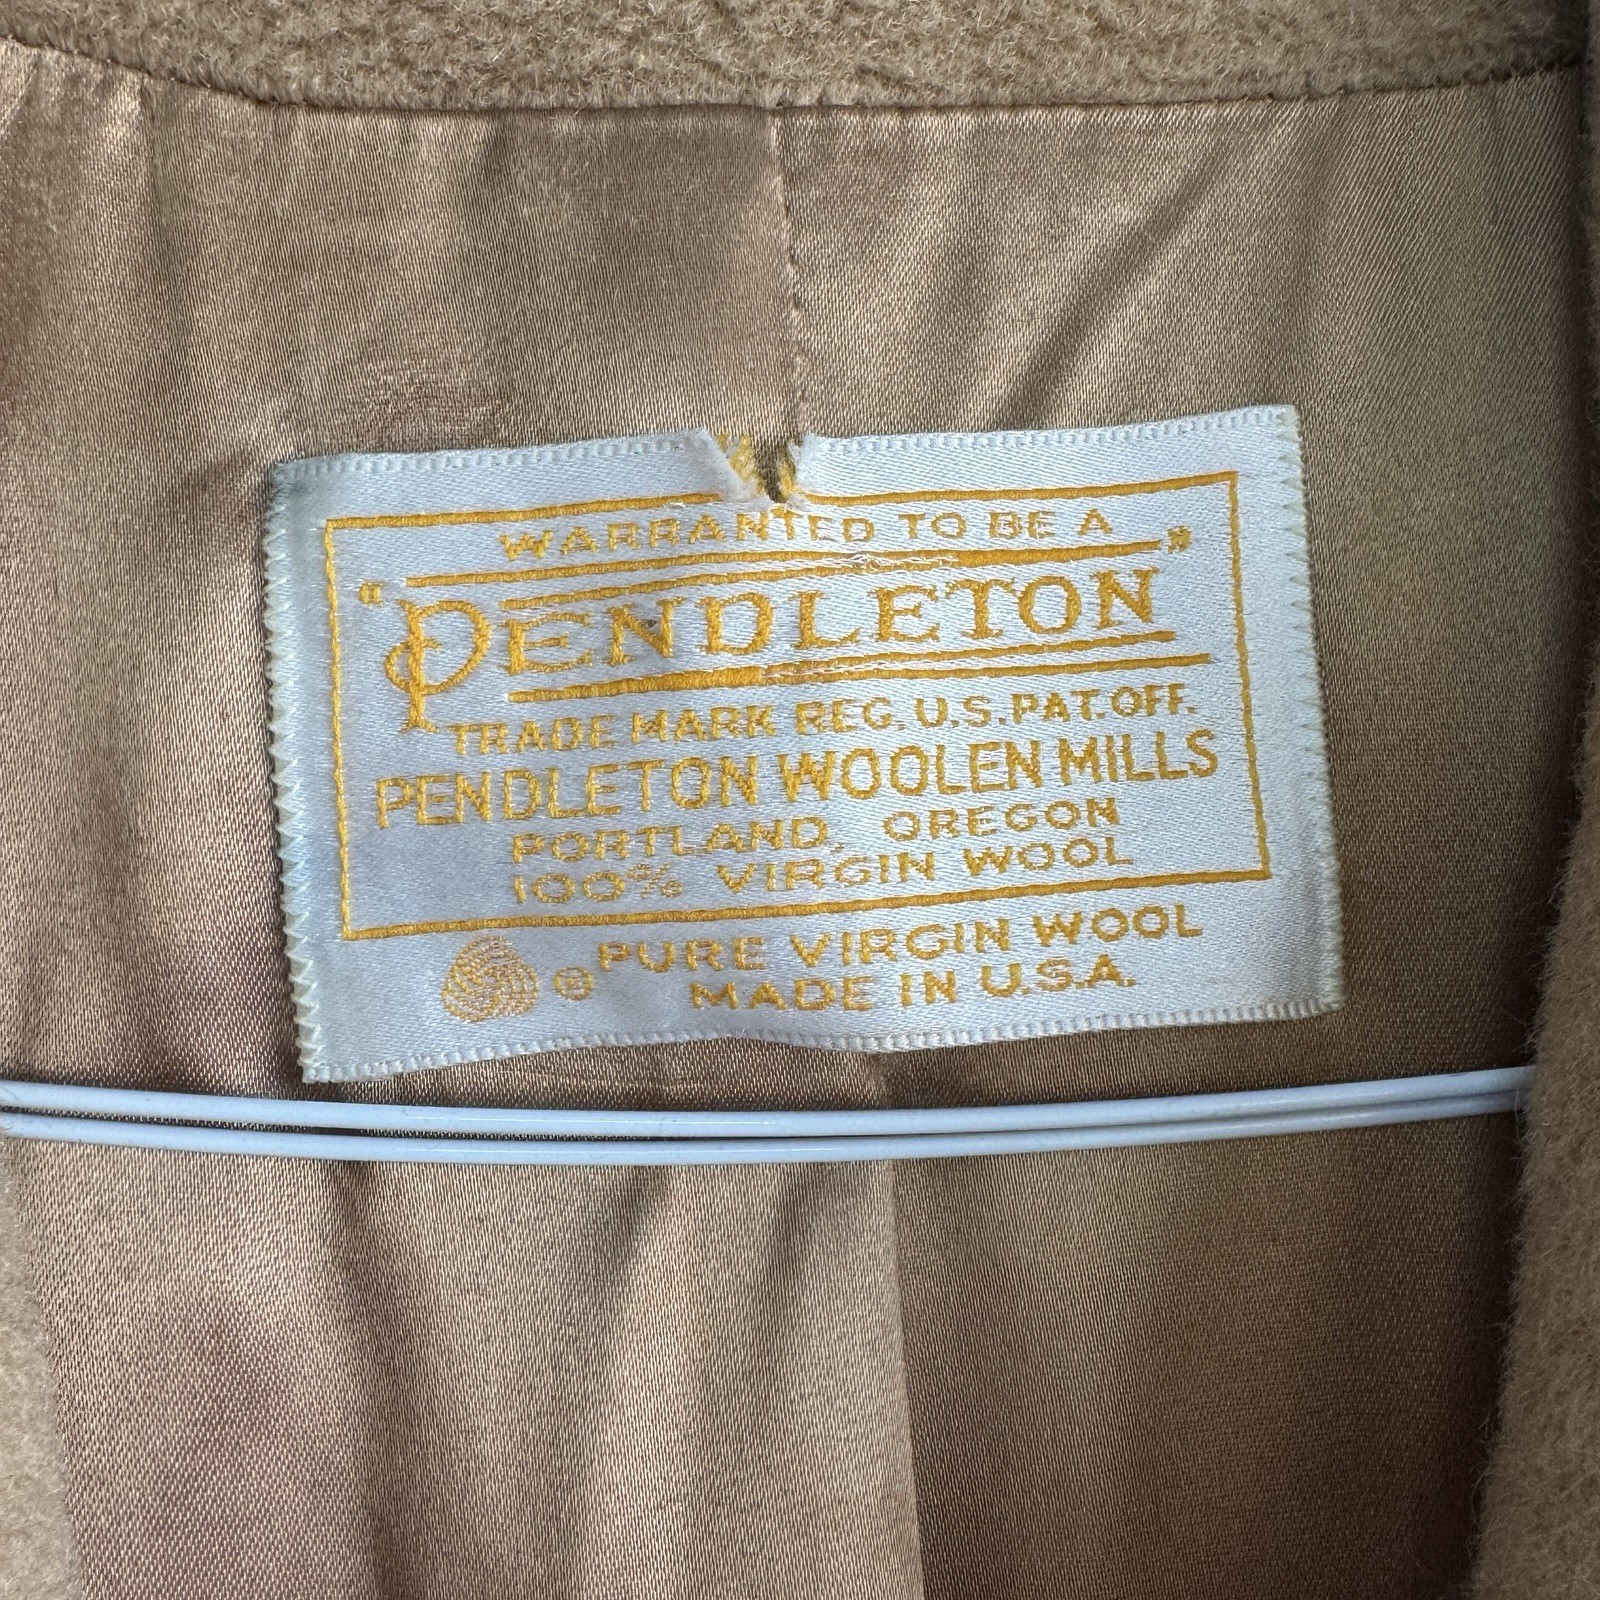 WARRANTED TO BE A
"PENDLETON"
TRADE MARK REG. U.S. PAT. OFF.
PENDLETON WOOLEN MILLS
PORTLAND, OREGON
100% VIRGIN WOOL
® PURE VIRGIN WOOL
MADE IN U.S.A.